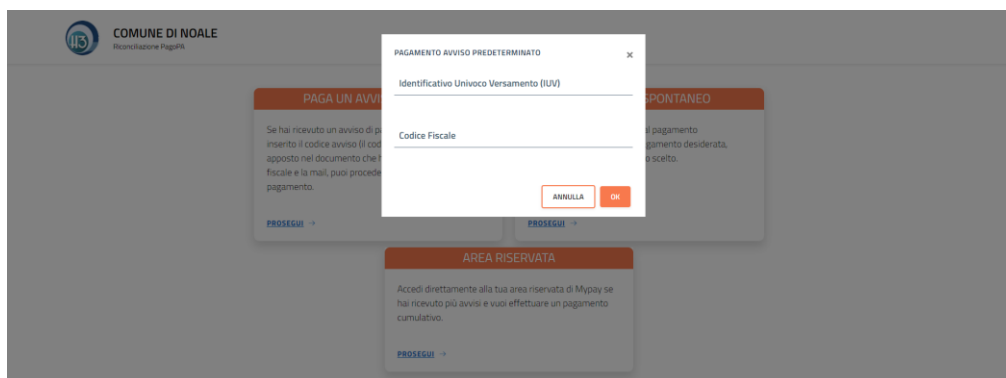 113
COMUNE DI NOALE
Riconciliazione PagoPA
PAGAMENTO AVVISO PREDETERMINATO
×
Identificativo Univoco Versamento (IUV)
Codice Fiscale
ANNULLA
OK
PAGA UN AVVI
Se hai ricevuto un avviso di p
inserito il codice avviso (il cod
apposto nel documento che h
fiscale e la mail, puoi procede
pagamento.
PROSEGUI →
SPONTANEO
al pagamento
gamento desiderata,
o scelto.
PROSEGUI →
AREA RISERVATA
Accedi direttamente alla tua area riservata di Mypay se
hai ricevuto più avvisi e vuoi effettuare un pagamento
cumulativo.
PROSEGUI →